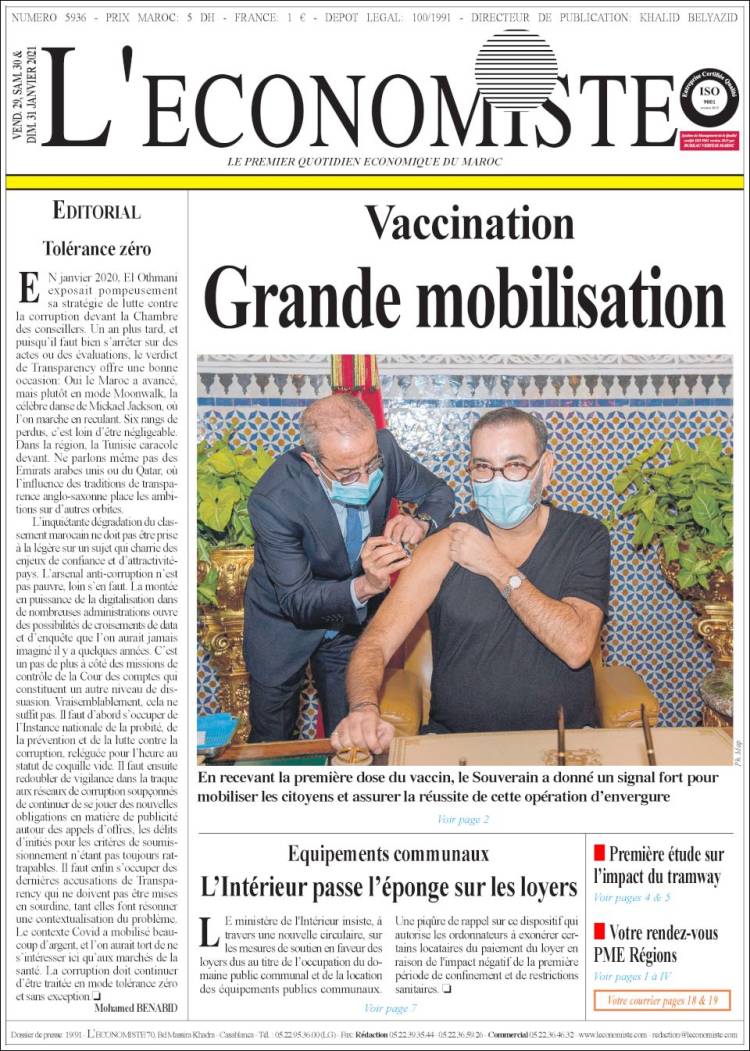 NUMERO 5936 - PRIX MAROC: 5 DH - FRANCE: 1 € - DEPOT LEGAL: 100/1991 - DIRECTEUR DE PUBLICATION: KHALID BELYAZID
VEND. 29, SAM. 30 &
DIM. 31 JANVIER 2021
L'ECONOMISTE
Entreprise Certifiée Qualité
ISO
9001
LE PREMIER QUOTIDIEN ECONOMIQUE DU MAROC
EDITORIAL
Tolérance zéro
EN janvier 2020, El Othmani
exposait pompeusement
sa stratégie de lutte contre
la corruption devant la Chambre
des conseillers. Un an plus tard, et
puisqu'il faut bien s'arrêter sur des
actes ou des évaluations, le verdict
de Transparency offre une bonne
occasion: Oui le Maroc a avancé,
mais plutôt en mode Moonwalk, la
célèbre danse de Mickael Jackson, où
l'on marche en reculant. Six rangs de
perdus, c'est loin d'être négligeable.
Dans la région, la Tunisie caracole
devant. Ne parlons même pas des
Emirats arabes unis ou du Qatar, où
l'influence des traditions de transpa-
rence anglo-saxonne place les ambi-
tions sur d'autres orbites.
L'inquiétante dégradation du clas-
sement marocain ne doit pas être prise
à la légère sur un sujet qui charrie des
enjeux de confiance et d'attractivité-
pays. L'arsenal anti-corruption n'est
pas pauvre, loin s'en faut. La montée
en puissance de la digitalisation dans
de nombreuses administrations ouvre
des possibilités de croisements de data
et d'enquête que l'on aurait jamais
imaginé il y a quelques années. C'est
un pas de plus à côté des missions de
contrôle de la Cour des comptes qui
constituent un autre niveau de dis-
suasion. Vraisemblablement, cela ne
suffit pas. Il faut d'abord s'occuper de
l'Instance nationale de la probité, de
la prévention et de la lutte contre la
corruption, reléguée pour l'heure au
statut de coquille vide. Il faut ensuite
redoubler de vigilance dans la traque
aux réseaux de corruption soupçonnés
de continuer de se jouer des nouvelles
obligations en matière de publicité
autour des appels d'offres, les délits
d'initiés pour les critères de soumis-
sionnement n'étant pas toujours rat-
trapables. Il faut enfin s'occuper des
dernières accusations de Transparen-
cy qui ne doivent pas être mises
en sourdine, tant elles font résonner
une contextualisation du problème.
Le contexte Covid a mobilisé beau-
coup d'argent, et l'on aurait tort de ne
s'intéresser ici qu'aux marchés de la
santé. La corruption doit continuer
d'être traitée en mode tolérance zéro
et sans exception.❏
Mohamed BENABID
Vaccination
Grande mobilisation
Ph. Map
En recevant la première dose du vaccin, le Souverain a donné un signal fort pour
mobiliser les citoyens et assurer la réussite de cette opération d'envergure
Voir page 2
Equipements communaux
L'Intérieur passe l'éponge sur les loyers
LE ministère de l'Intérieur insiste, à
travers une nouvelle circulaire, sur
les mesures de soutien en faveur des
loyers dus au titre de l'occupation du do-
maine public communal et de la location
des équipements publics communaux.
Une piqûre de rappel sur ce dispositif qui
autorise les ordonnateurs à exonérer cer-
tains locataires du paiement du loyer en
raison de l'impact négatif de la première
période de confinement et de restrictions
sanitaires. ❏
Voir page 7
Première étude sur
l'impact du tramway
Voir pages 4 & 5
Votre rendez-vous
PME Régions
Voir pages I à IV
Votre courrier pages 18 & 19
Dossier de presse 19/91 - L'ECONOMISTE 70, Bd Massira Khadra - Casablanca - Tél. : 05.22.95.36.00 (LG) - Fax: Rédaction 05.22.39.35.44 - 05.22.36.59.26 - Commercial 05.22.36.46.32 - www.leconomiste.com - redaction@leconomiste.com